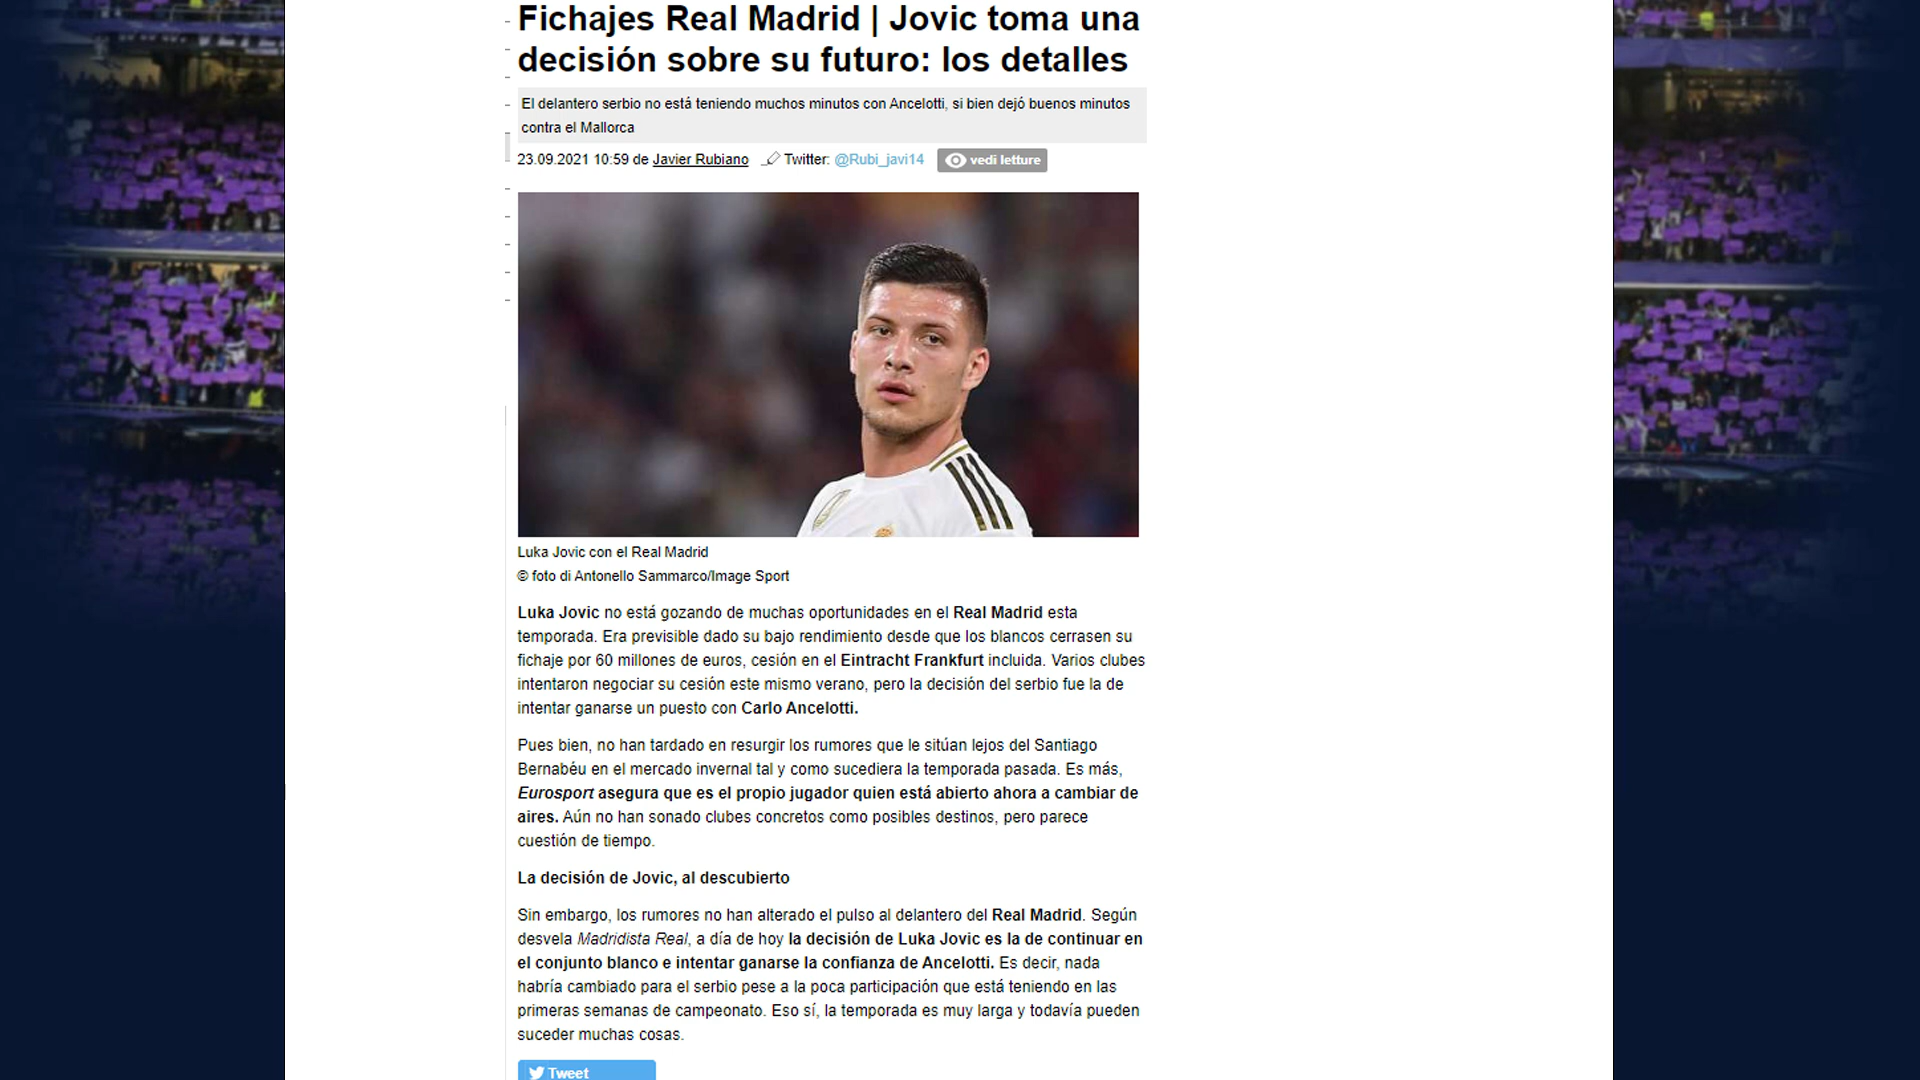 Fichajes Real Madrid | Jovic toma una
decisión sobre su futuro: los detalles
El delantero serbio no está teniendo muchos minutos con Ancelotti, si bien dejó buenos minutos
contra el Mallorca
23.09.2021 10:59 de Javier Rubiano Twitter: @Rubi_javi14 vedi letture
Luka Jovic con el Real Madrid
© foto di Antonello Sammarco/Image Sport
Luka Jovic no está gozando de muchas oportunidades en el Real Madrid esta
temporada. Era previsible dado su bajo rendimiento desde que los blancos cerrasen su
fichaje por 60 millones de euros, cesión en el Eintracht Frankfurt incluida. Varios clubes
intentaron negociar su cesión este mismo verano, pero la decisión del serbio fue la de
intentar ganarse un puesto con Carlo Ancelotti.
Pues bien, no han tardado en resurgir los rumores que le sitúan lejos del Santiago
Bernabéu en el mercado invernal tal y como sucediera la temporada pasada. Es más,
Eurosport asegura que es el propio jugador quien está abierto ahora a cambiar de
aires. Aún no han sonado clubes concretos como posibles destinos, pero parece
cuestión de tiempo.
La decisión de Jovic, al descubierto
Sin embargo, los rumores no han alterado el pulso al delantero del Real Madrid. Según
desvela Madridista Real, a día de hoy la decisión de Luka Jovic es la de continuar en
el conjunto blanco e intentar ganarse la confianza de Ancelotti. Es decir, nada
habría cambiado para el serbio pese a la poca participación que está teniendo en las
primeras semanas de campeonato. Eso sí, la temporada es muy larga y todavía pueden
suceder muchas cosas.
Tweet